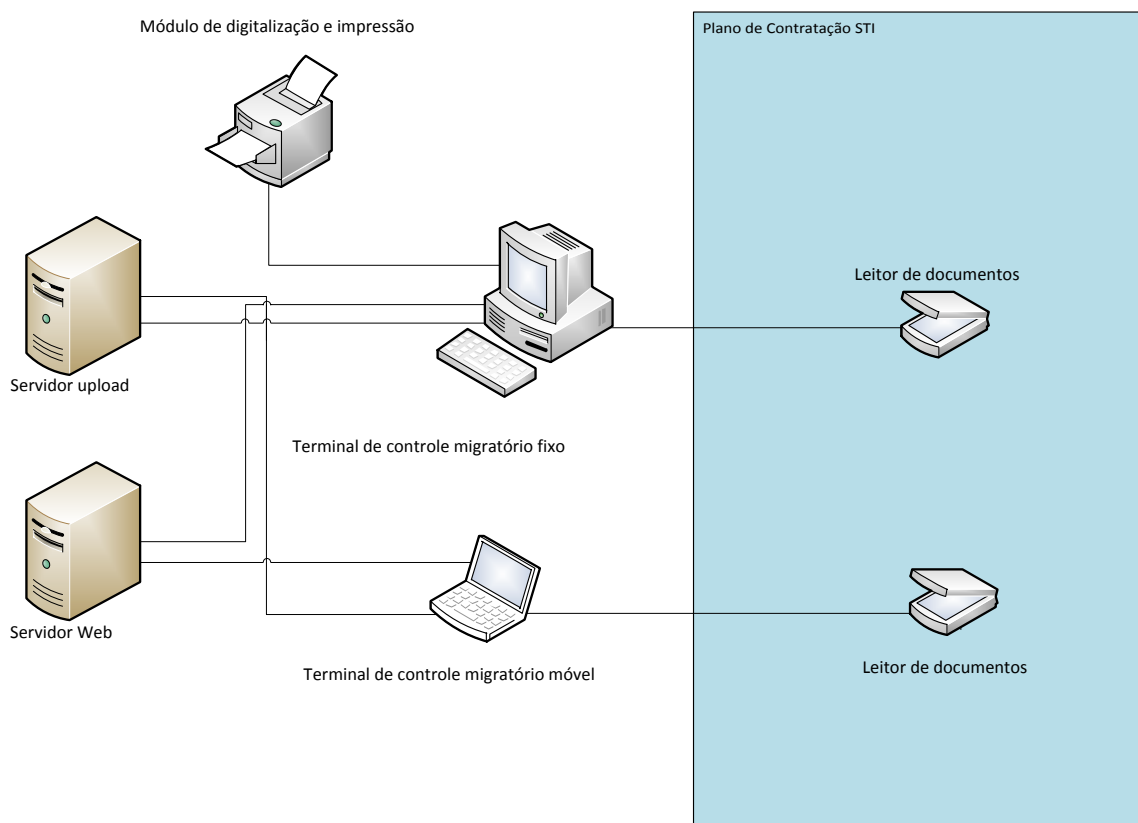 Módulo de digitalização e impressão
Plano de Contratação STI
Leitor de documentos
Servidor upload
Terminal de controle migratório fixo
Servidor Web
Terminal de controle migratório móvel
Leitor de documentos